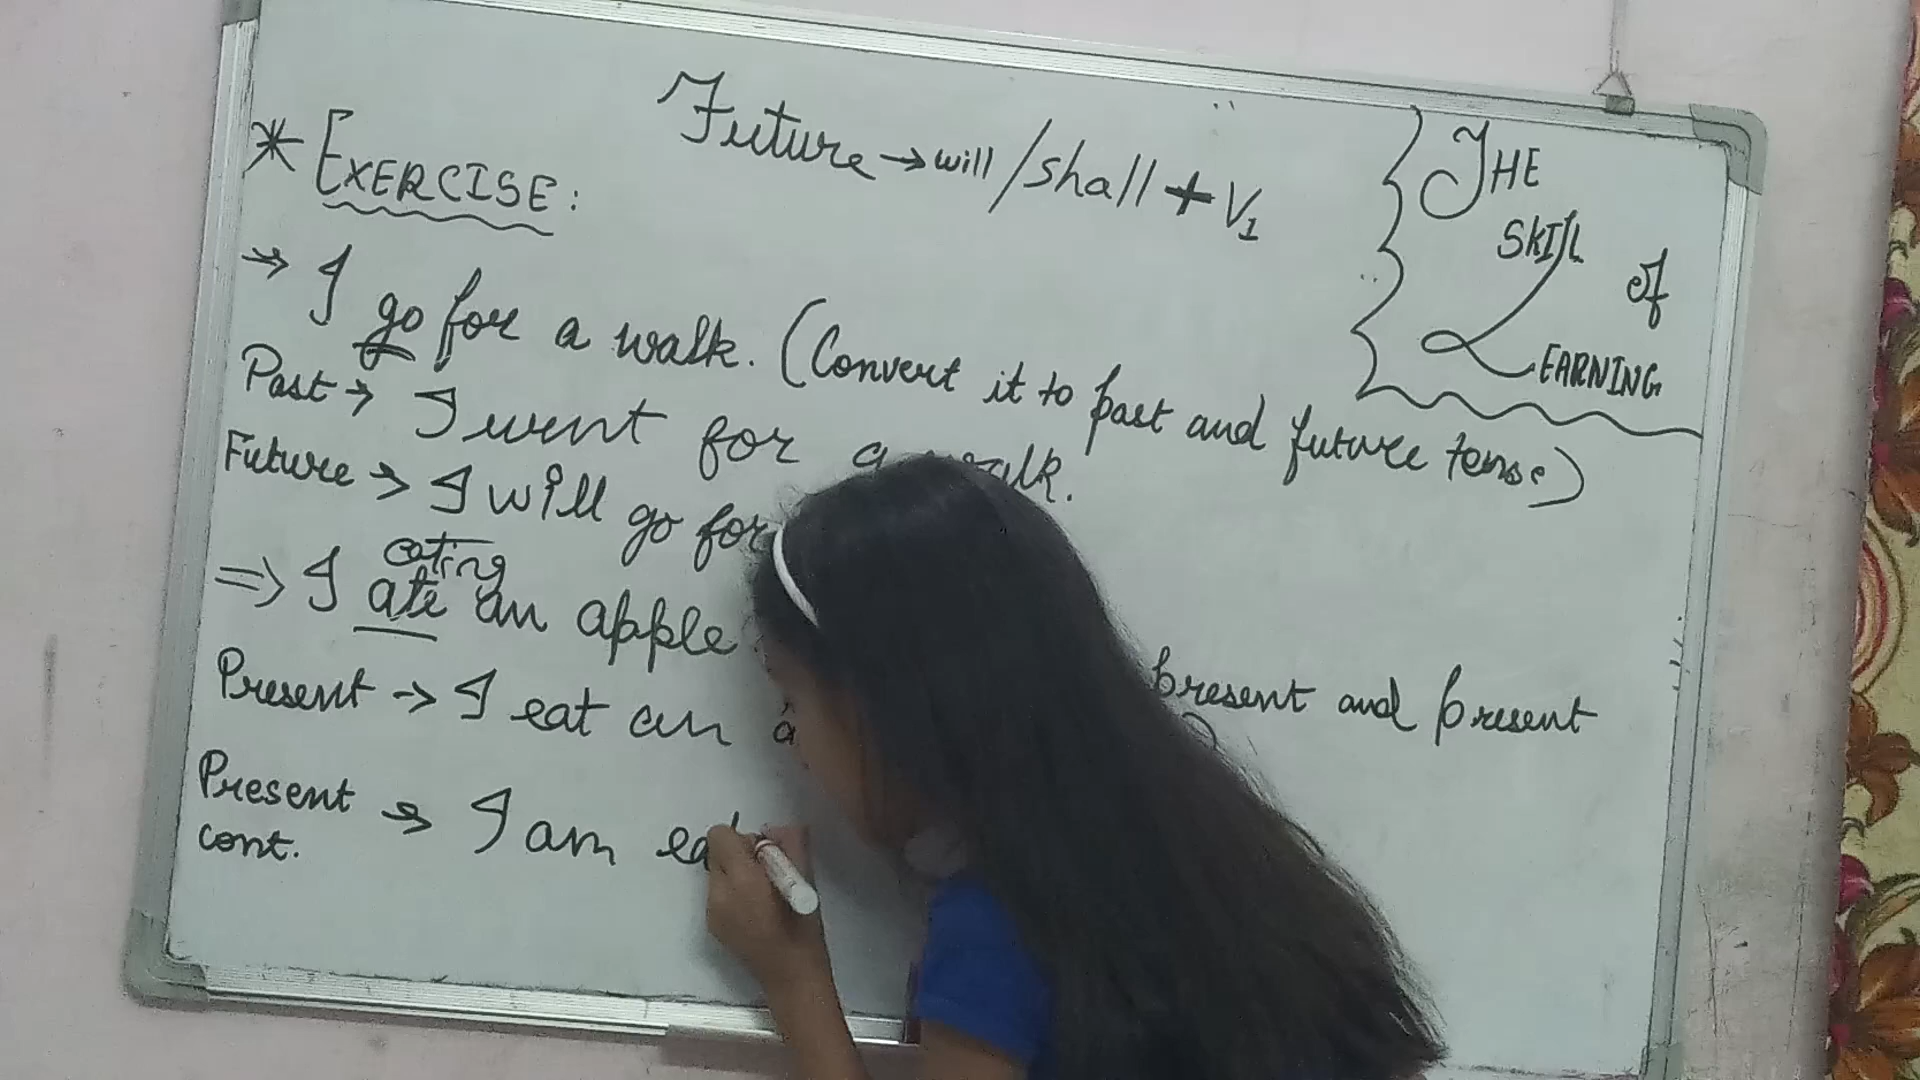 Future → will/shall + V1
* EXERCISE:
THE
SKILL
of
LEARNING
→ I go for a walk. (Convert it to past and future tense)
Past → I went for a walk.
Future → I will go for
eating
⇒ I ate an apple present and present
Present → I eat an
Present → I am
cont.